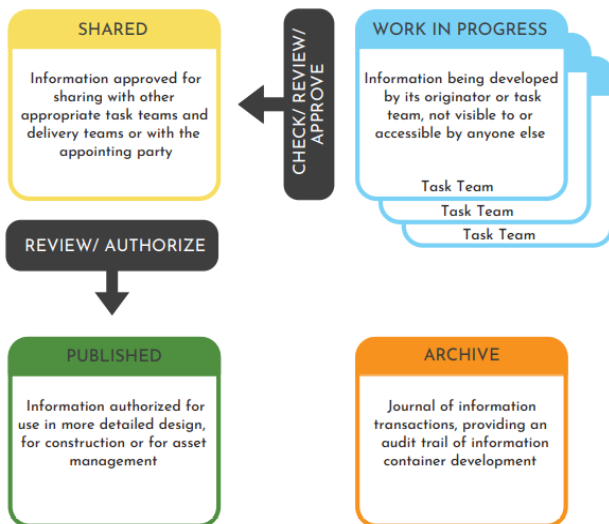 SHARED
Information approved for
sharing with other
appropriate task teams and
delivery teams or with the
appointing party
CHECK/ REVIEW/
APPROVE
WORK IN PROGRESS
Information being developed
by its originator or task
team, not visible to or
accessible by anyone else
Task Team
Task Team
Task Team
REVIEW/ AUTHORIZE
PUBLISHED
Information authorized for
use in more detailed design,
for construction or for asset
management
ARCHIVE
Journal of information
transactions, providing an
audit trail of information
container development